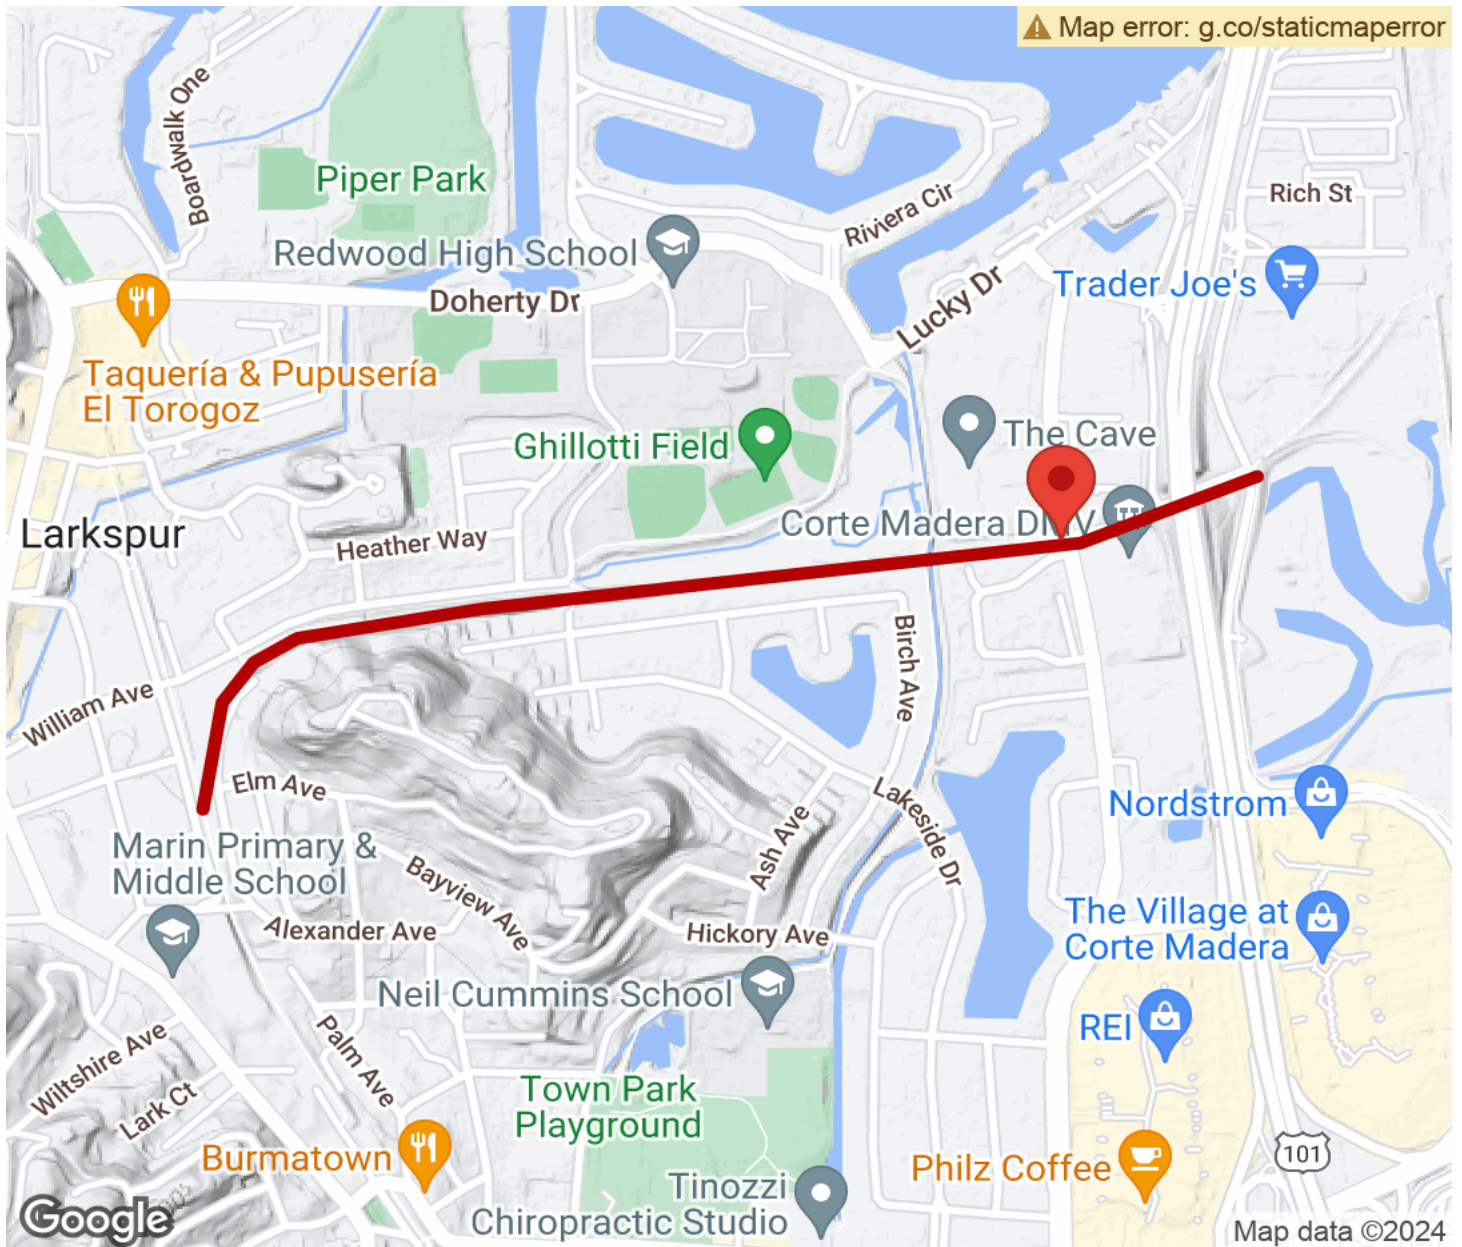 Map error: g.co/staticmaperror
Boardwalk One
Piper Park
Rich St
Riviera Cir
Redwood High School
Trader Joe's
Doherty Dr
Lucky Dr
Taquería & Pupusería
El Torogoz
The Cave
Ghillotti Field
Larkspur
Corte Madera DMV
Heather Way
Birch Ave
William Ave
Elm Ave
Nordstrom
Lakeside Dr
Ash Ave
Marin Primary &
Middle School
Bayview Ave
Alexander Ave
Hickory Ave
The Village at
Corte Madera
Neil Cummins School
REI
Wiltshire Ave
Palm Ave
Lark Ct
Town Park
Playground
Burmatown
101
Philz Coffee
Tinozzi
Chiropractic Studio
Google
Map data ©2024